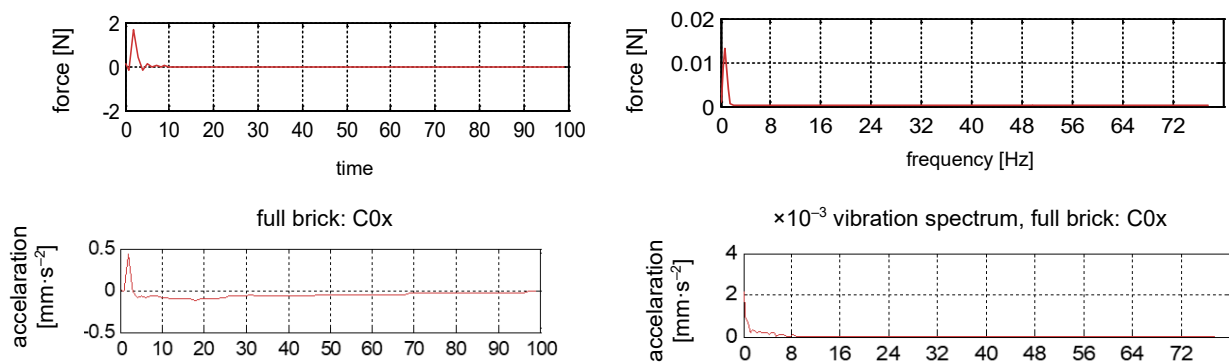 force [N]
2
0
-2
0 10 20 30 40 50 60 70 80 90 100
time
force [N]
0.02
0.01
0
0 8 16 24 32 40 48 56 64 72
frequency [Hz]
full brick: C0x
accelaration
[mm·s⁻²]
0.5
0
-0.5
0 10 20 30 40 50 60 70 80 90 100
×10⁻³ vibration spectrum, full brick: C0x
accelaration
[mm·s⁻²]
4
2
0
0 8 16 24 32 40 48 56 64 72